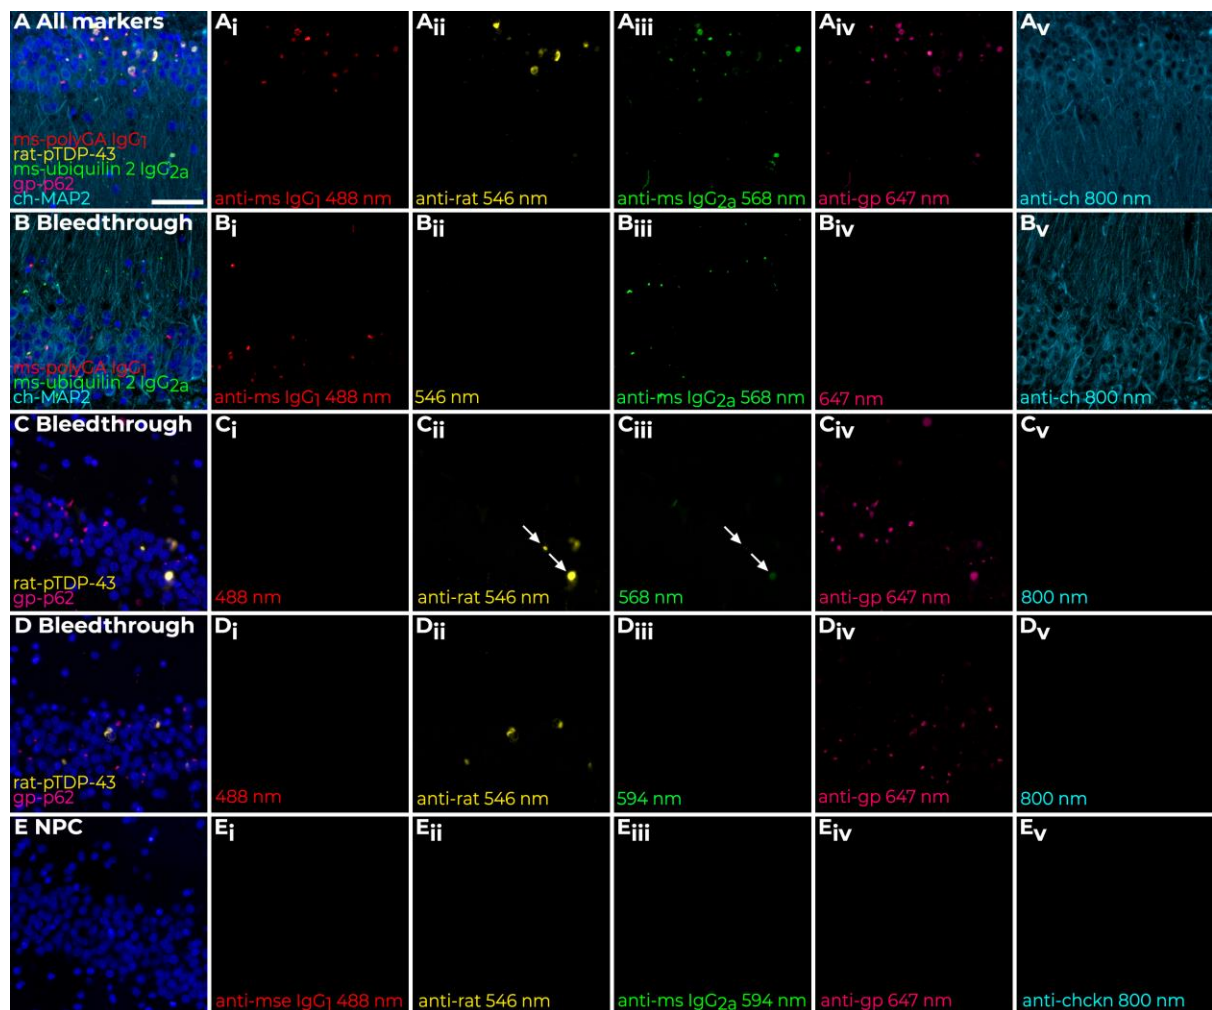 A All markers
ms-polyGA IgG1
rat-pTDP-43
ms-ubiquilin 2 IgG2a
gp-p62
ch-MAP2
Ai
anti-ms IgG1 488 nm
Aii
anti-rat 546 nm
Aiii
anti-ms IgG2a 568 nm
Aiv
anti-gp 647 nm
Av
anti-ch 800 nm
B Bleedthrough
ms-polyGA IgG1
ms-ubiquilin 2 IgG2a
ch-MAP2
Bi
anti-ms IgG1 488 nm
Bii
546 nm
Biii
anti-ms IgG2a 568 nm
Biv
647 nm
Bv
anti-ch 800 nm
C Bleedthrough
rat-pTDP-43
gp-p62
Ci
488 nm
Cii
anti-rat 546 nm
Ciii
568 nm
Civ
anti-gp 647 nm
Cv
800 nm
D Bleedthrough
rat-pTDP-43
gp-p62
Di
488 nm
Dii
anti-rat 546 nm
Diii
594 nm
Div
anti-gp 647 nm
Dv
800 nm
E NPC
Ei
anti-mse IgG1 488 nm
Eii
anti-rat 546 nm
Eiii
anti-ms IgG2a 594 nm
Eiv
anti-gp 647 nm
Ev
anti-chckn 800 nm